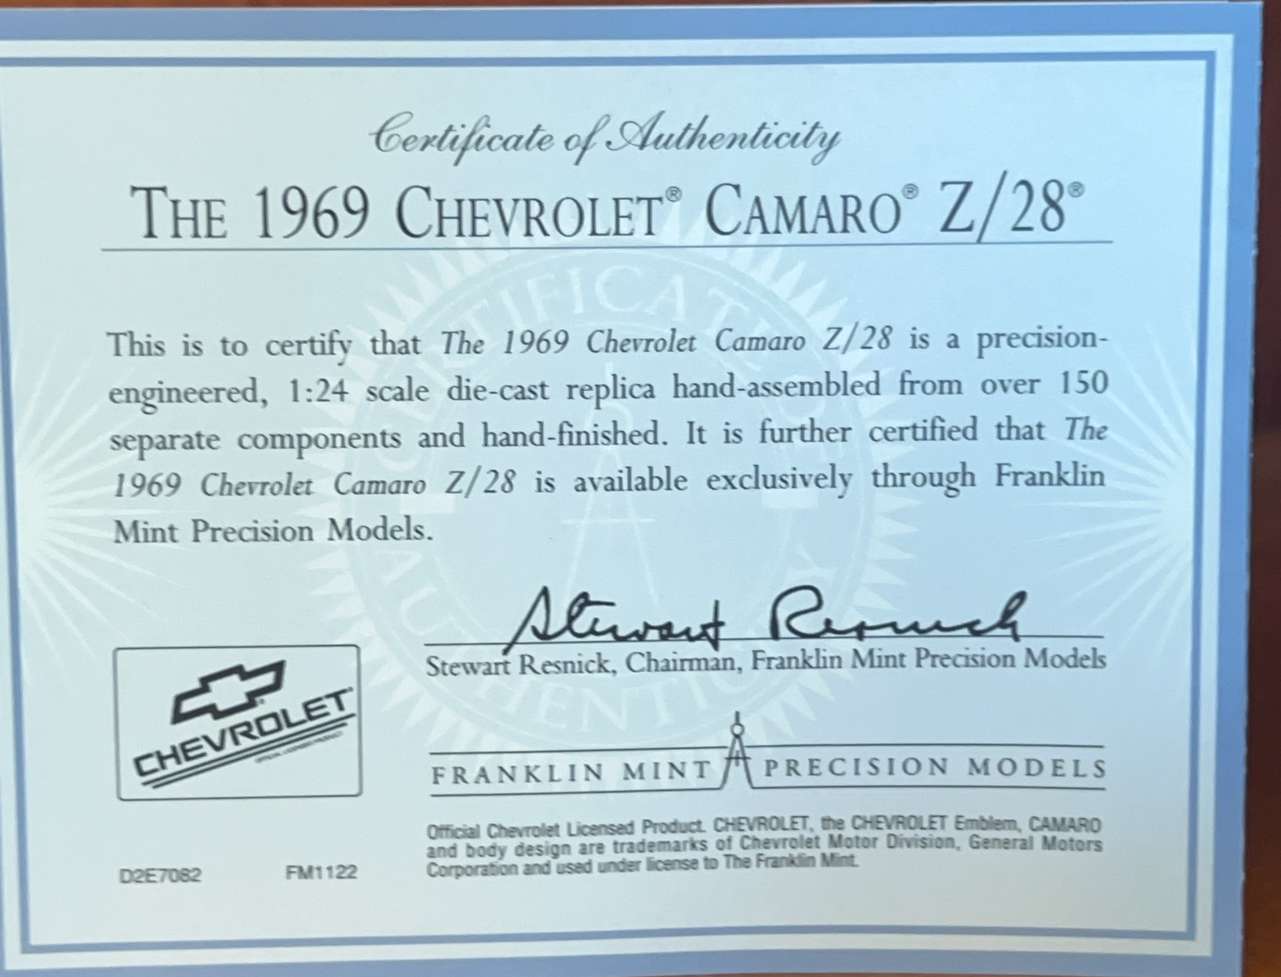 Certificate of Authenticity
THE 1969 CHEVROLET® CAMARO® Z/28®
This is to certify that The 1969 Chevrolet Camaro Z/28 is a precision-
engineered, 1:24 scale die-cast replica hand-assembled from over 150
separate components and hand-finished. It is further certified that The
1969 Chevrolet Camaro Z/28 is available exclusively through Franklin
Mint Precision Models.
CERTIFICATE OF
AUTHENTICITY
Stewart Resnick
Stewart Resnick, Chairman, Franklin Mint Precision Models
CHEVROLET
FRANKLIN MINT PRECISION MODELS
Official Chevrolet Licensed Product. CHEVROLET, the CHEVROLET Emblem, CAMARO
and body design are trademarks of Chevrolet Motor Division, General Motors
Corporation and used under license to The Franklin Mint.
D2E7082 FM1122